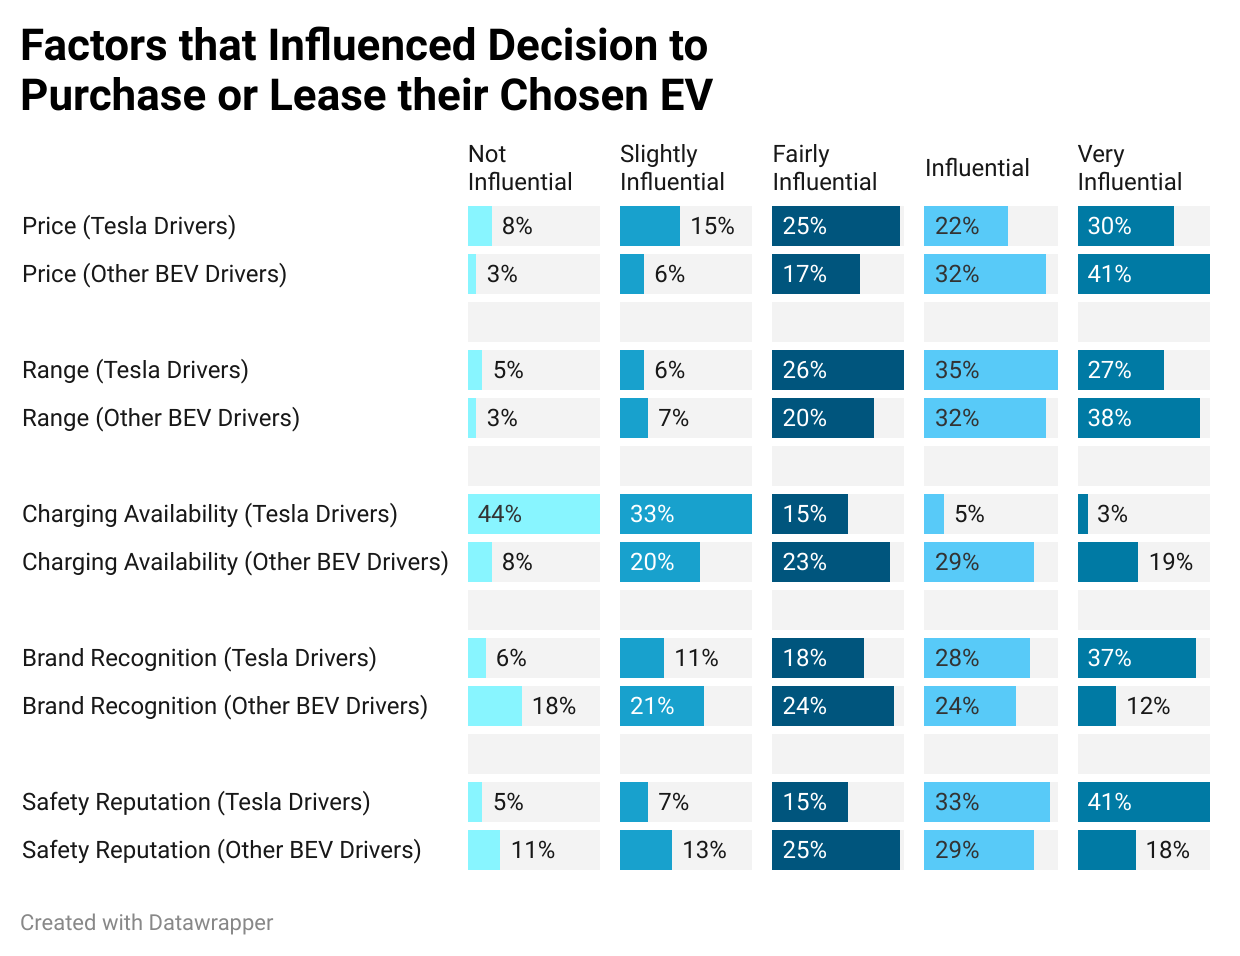 Factors that Influenced Decision to
Purchase or Lease their Chosen EV
Not Influential Slightly Influential Fairly Influential Influential Very Influential
Price (Tesla Drivers) 8% 15% 25% 22% 30%
Price (Other BEV Drivers) 3% 6% 17% 32% 41%
Range (Tesla Drivers) 5% 6% 26% 35% 27%
Range (Other BEV Drivers) 3% 7% 20% 32% 38%
Charging Availability (Tesla Drivers) 44% 33% 15% 5% 3%
Charging Availability (Other BEV Drivers) 8% 20% 23% 29% 19%
Brand Recognition (Tesla Drivers) 6% 11% 18% 28% 37%
Brand Recognition (Other BEV Drivers) 18% 21% 24% 24% 12%
Safety Reputation (Tesla Drivers) 5% 7% 15% 33% 41%
Safety Reputation (Other BEV Drivers) 11% 13% 25% 29% 18%
Created with Datawrapper